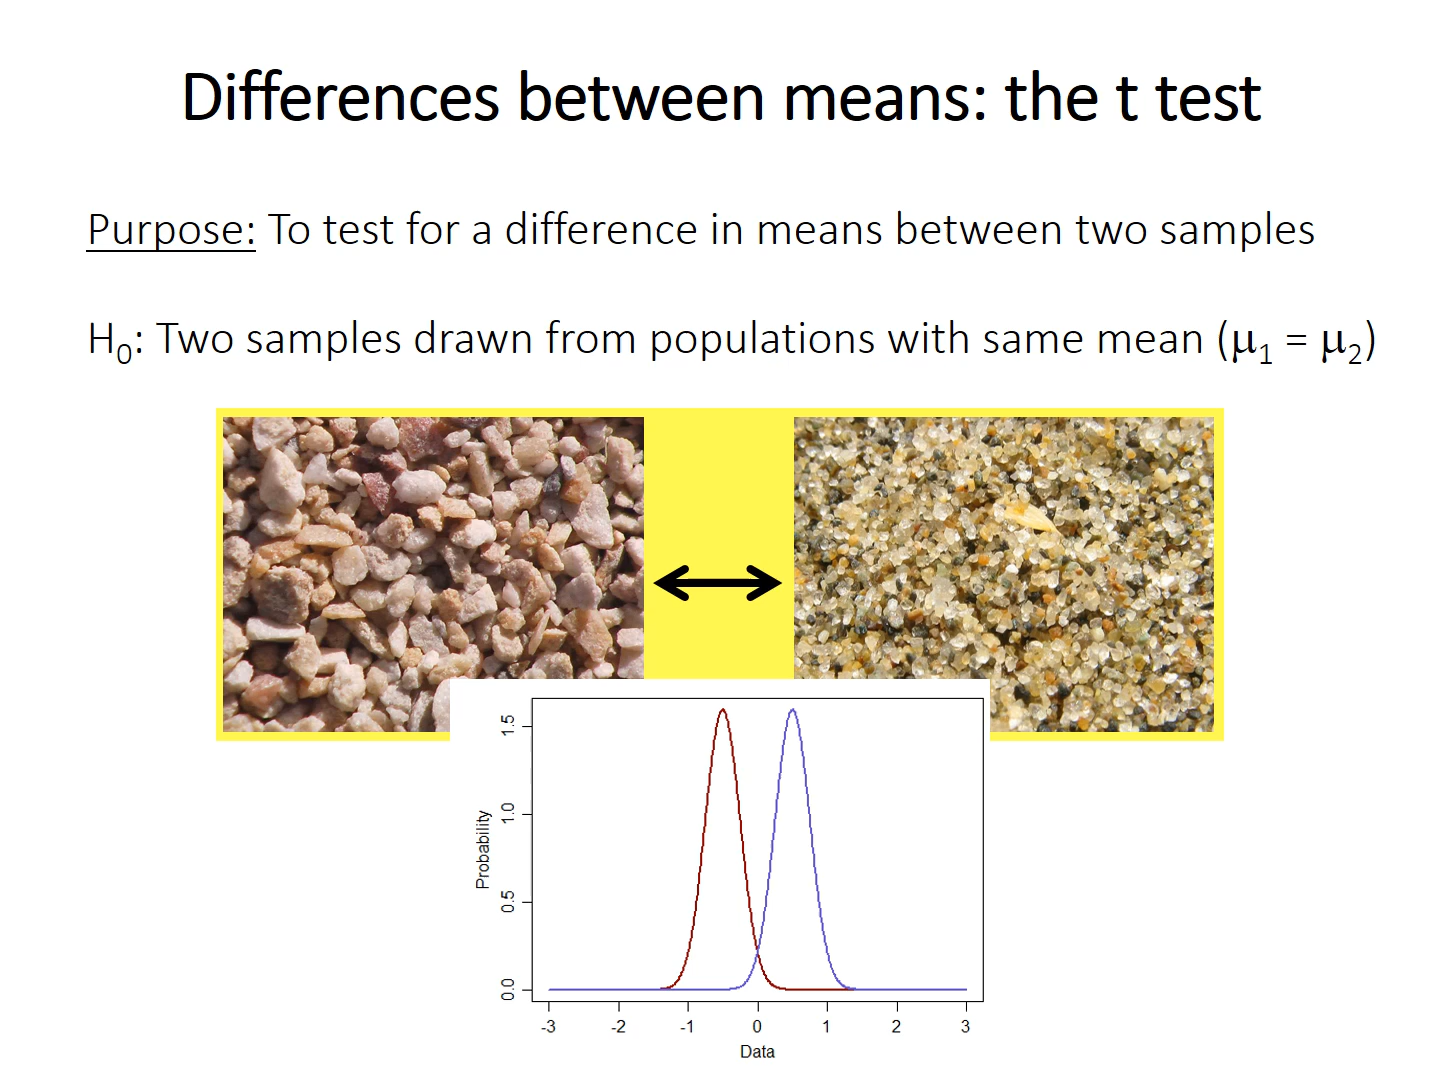 Differences between means: the t test
Purpose: To test for a difference in means between two samples
H₀: Two samples drawn from populations with same mean (μ₁ = μ₂)
1.5
1.0
0.5
0.0
Probability
-3 -2 -1 0 1 2 3
Data